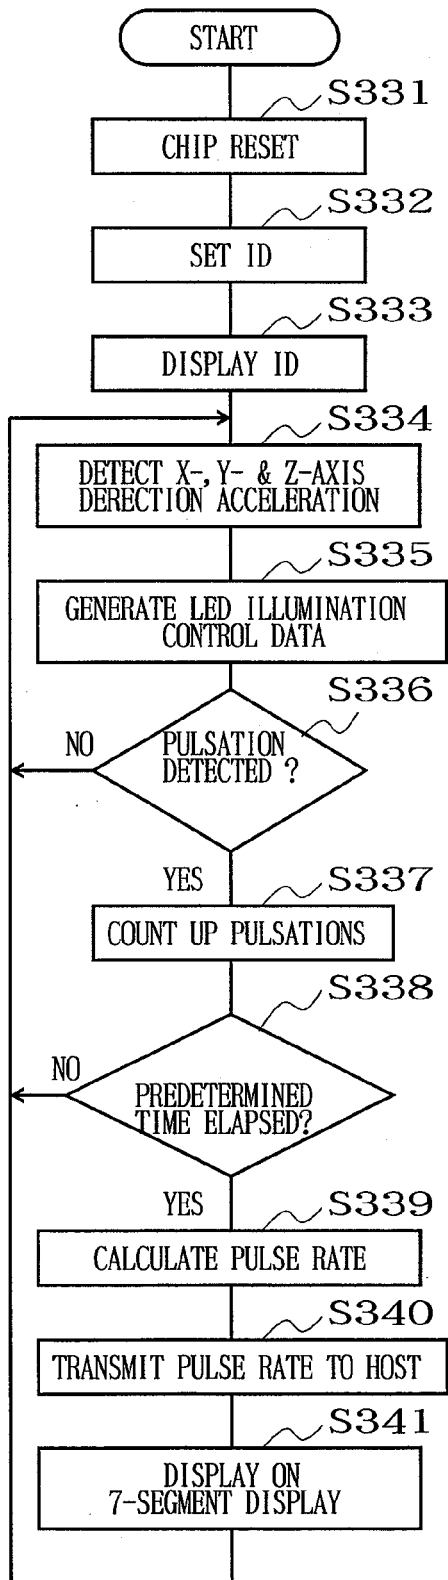 START
S331
CHIP RESET
S332
SET ID
S333
DISPLAY ID
S334
DETECT X-, Y- & Z-AXIS
DERECTION ACCELERATION
S335
GENERATE LED ILLUMINATION
CONTROL DATA
S336
NO
PULSATION
DETECTED ?
YES
S337
COUNT UP PULSATIONS
S338
NO
PREDETERMINED
TIME ELAPSED?
YES
S339
CALCULATE PULSE RATE
S340
TRANSMIT PULSE RATE TO HOST
S341
DISPLAY ON
7-SEGMENT DISPLAY